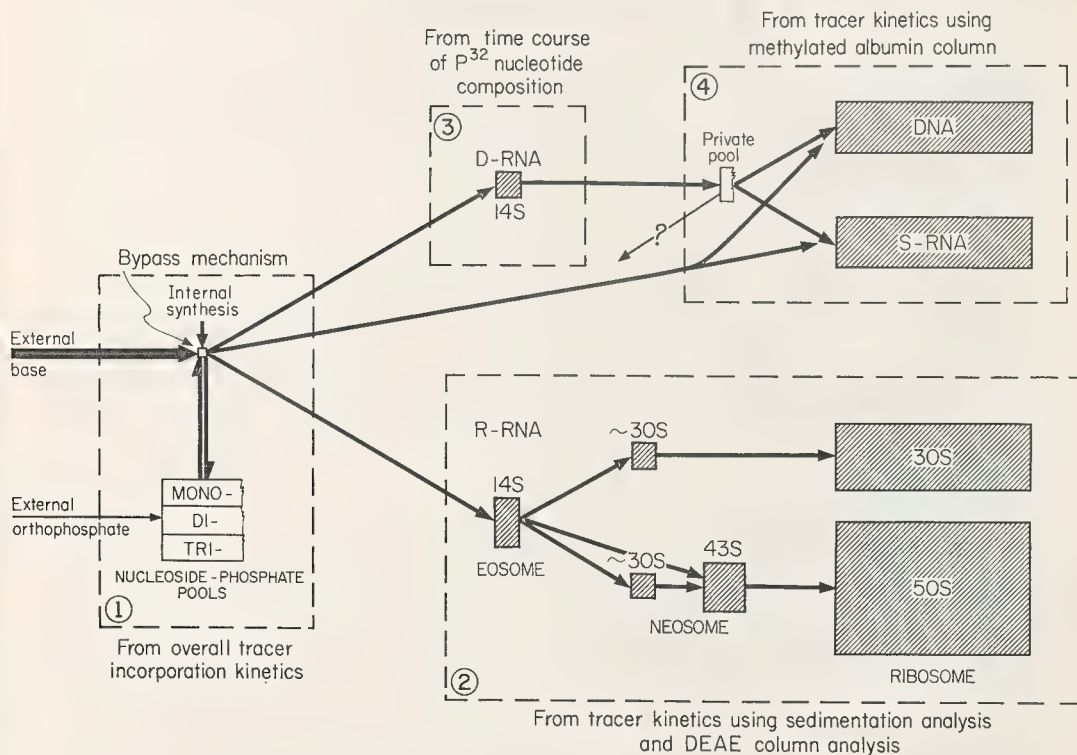 From time course
of P³² nucleotide
composition
③
D-RNA
14S
From tracer kinetics using
methylated albumin column
④
Private
pool
DNA
S-RNA
?
Bypass mechanism
Internal
synthesis
External
base
External
orthophosphate
MONO-
DI-
TRI-
NUCLEOSIDE-PHOSPHATE
POOLS
①
From overall tracer
incorporation kinetics
R-RNA
14S
EOSOME
~30S
~30S
43S
NEOSOME
30S
50S
RIBOSOME
②
From tracer kinetics using sedimentation analysis
and DEAE column analysis